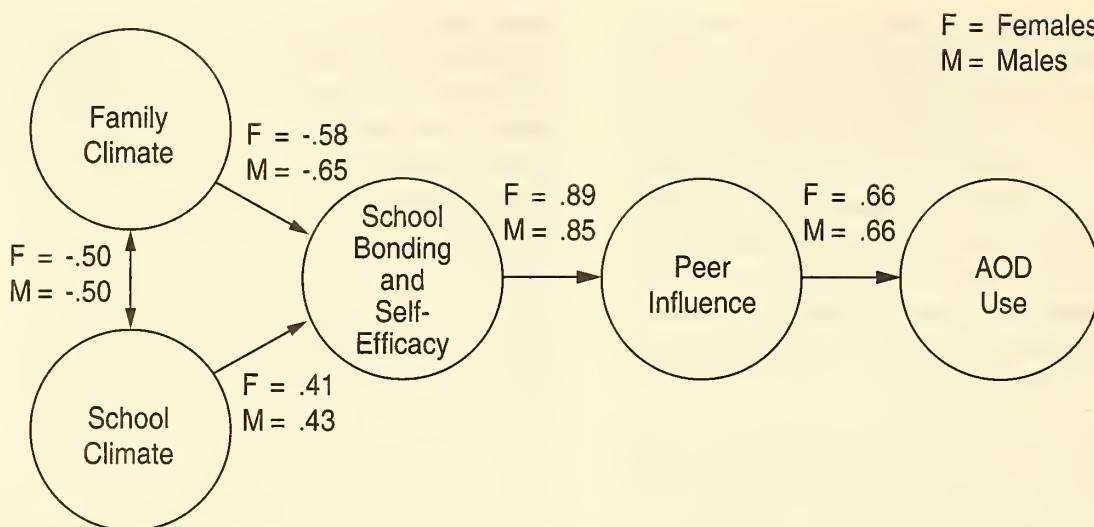 F = Females
M = Males
Family
Climate
F = -.58
M = -.65
F = -.50
M = -.50
School
Climate
F = .41
M = .43
School
Bonding
and
Self-
Efficacy
F = .89
M = .85
Peer
Influence
F = .66
M = .66
AOD
Use